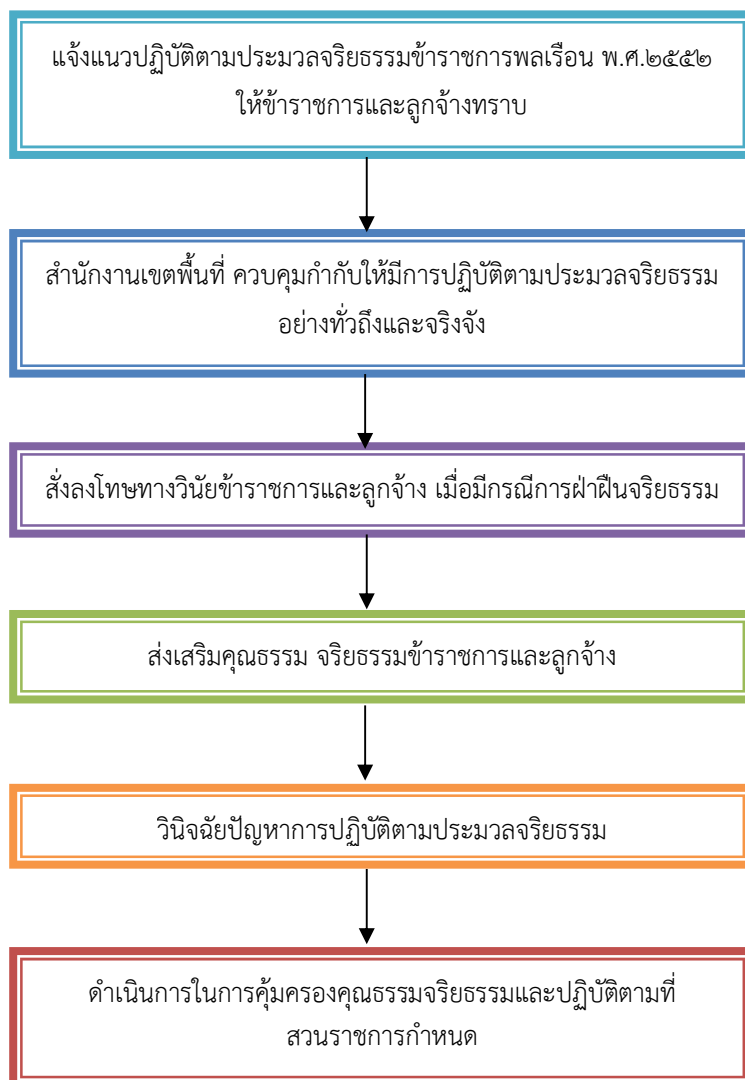 แจ้งแนวปฏิบัติตามประมวลจริยธรรมข้าราชการพลเรือน พ.ศ.๒๕๕๒
ให้ข้าราชการและลูกจ้างทราบ
สำนักงานเขตพื้นที่ ควบคุมกำกับให้มีการปฏิบัติตามประมวลจริยธรรม
อย่างทั่วถึงและจริงจัง
สั่งลงโทษทางวินัยข้าราชการและลูกจ้าง เมื่อมีกรณีการฝ่าฝืนจริยธรรม
ส่งเสริมคุณธรรม จริยธรรมข้าราชการและลูกจ้าง
วินิจฉัยปัญหาการปฏิบัติตามประมวลจริยธรรม
ดำเนินการในการคุ้มครองคุณธรรมจริยธรรมและปฏิบัติตามที่
สวนราชการกำหนด